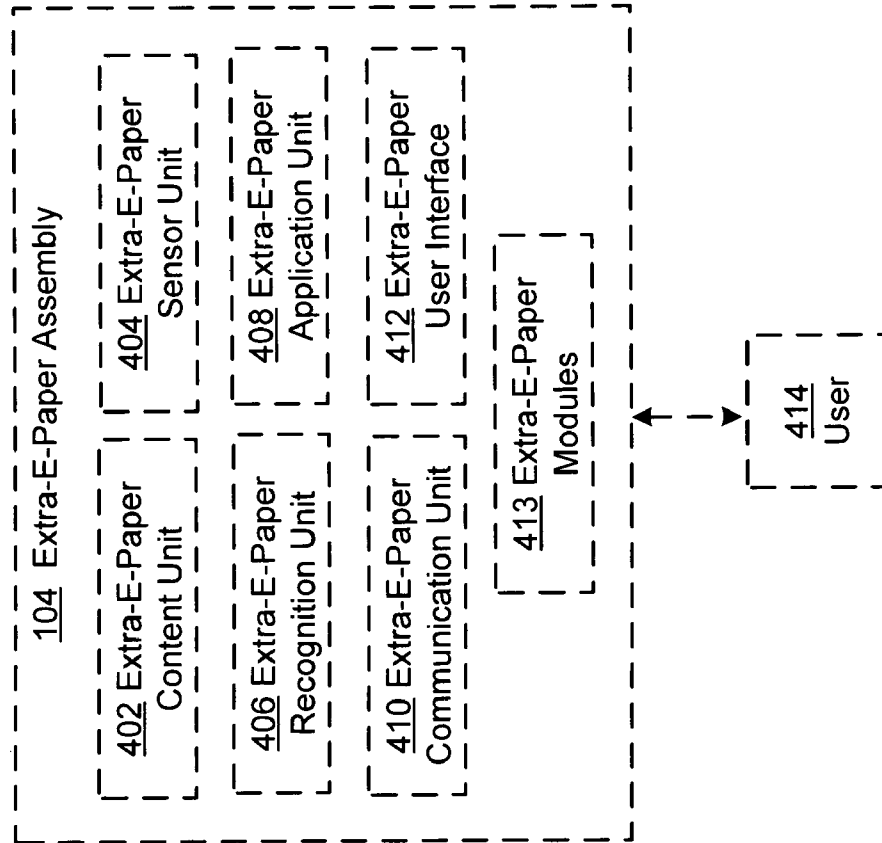 104 Extra-E-Paper Assembly
402 Extra-E-Paper
Content Unit
404 Extra-E-Paper
Sensor Unit
406 Extra-E-Paper
Recognition Unit
408 Extra-E-Paper
Application Unit
410 Extra-E-Paper
Communication Unit
412 Extra-E-Paper
User Interface
413 Extra-E-Paper
Modules
414
User